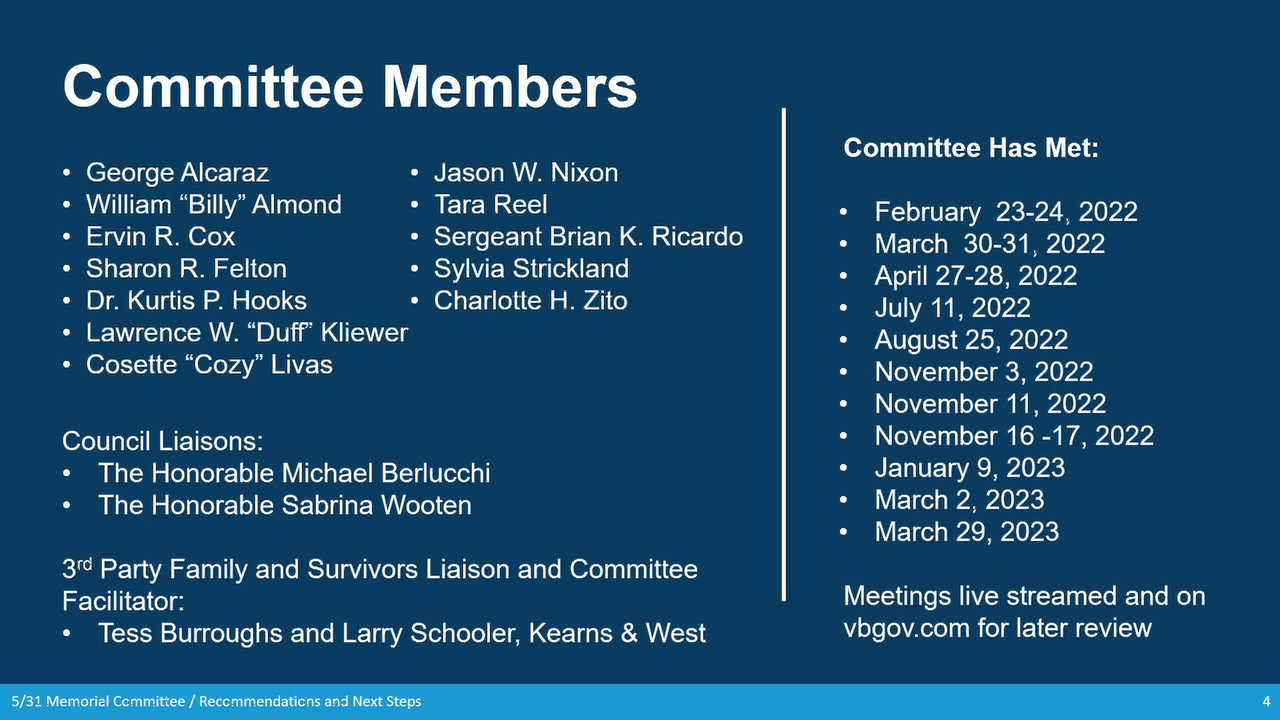 Committee Members
• George Alcaraz
• William “Billy” Almond
• Ervin R. Cox
• Sharon R. Felton
• Dr. Kurtis P. Hooks
• Lawrence W. “Duff” Kliewer
• Cosette “Cozy” Livas
• Jason W. Nixon
• Tara Reel
• Sergeant Brian K. Ricardo
• Sylvia Strickland
• Charlotte H. Zito
Council Liaisons:
• The Honorable Michael Berlucchi
• The Honorable Sabrina Wooten
3rd Party Family and Survivors Liaison and Committee
Facilitator:
• Tess Burroughs and Larry Schooler, Kearns & West
Committee Has Met:
• February 23-24, 2022
• March 30-31, 2022
• April 27-28, 2022
• July 11, 2022
• August 25, 2022
• November 3, 2022
• November 11, 2022
• November 16 -17, 2022
• January 9, 2023
• March 2, 2023
• March 29, 2023
Meetings live streamed and on
vbgov.com for later review
5/31 Memorial Committee / Recommendations and Next Steps
4